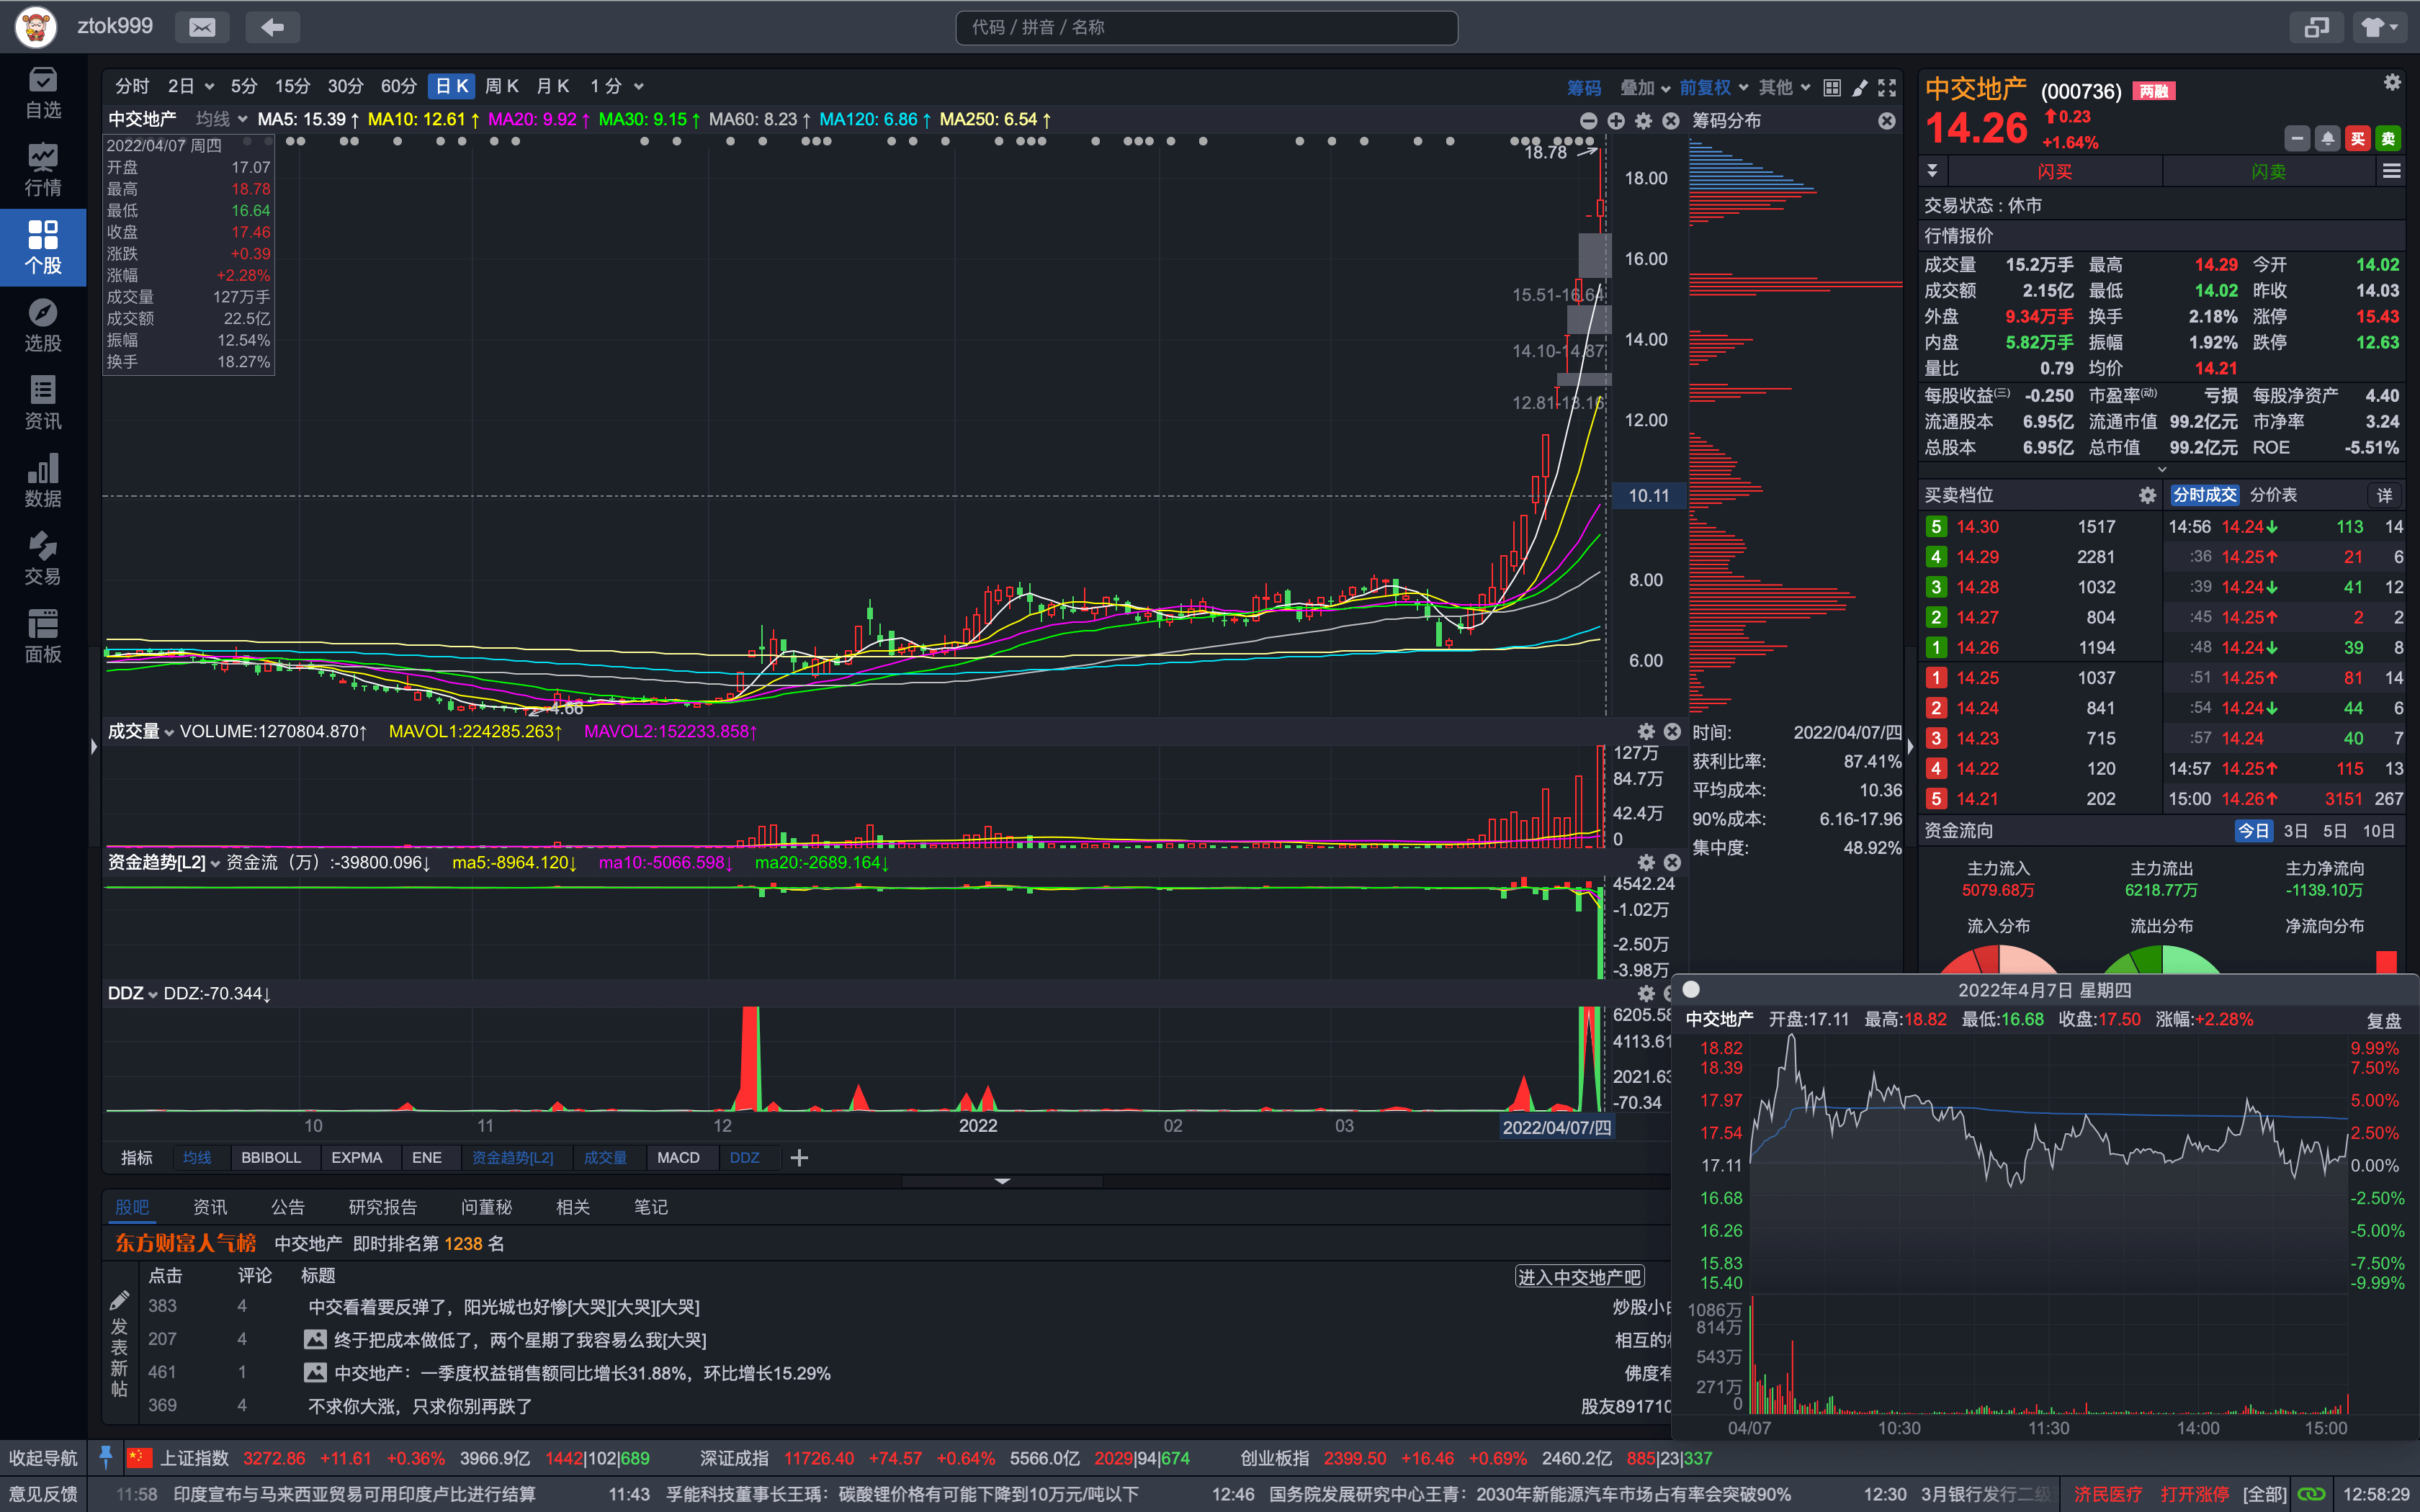 ztok999
代码 / 拼音 / 名称
自选
行情
个股
选股
资讯
数据
交易
面板
分时 2日 5分 15分 30分 60分 日K 周K 月K 1分
筹码 叠加 前复权 其他
中交地产 均线 MA5: 15.39↑ MA10: 12.61↑ MA20: 9.92↑ MA30: 9.15↑ MA60: 8.23↑ MA120: 6.86↑ MA250: 6.54↑
筹码分布
2022/04/07 周四
开盘 17.07
最高 18.78
最低 16.64
收盘 17.46
涨跌 +0.39
涨幅 +2.28%
成交量 127万手
成交额 22.5亿
振幅 12.54%
换手 18.27%
18.78
18.00
16.00
15.51-16.64
14.00
14.10-14.87
12.81-13.16
12.00
10.11
8.00
6.00
4.66
成交量 VOLUME:1270804.870↑ MAVOL1:224285.263↑ MAVOL2:152233.858↑
127万
84.7万
42.4万
0
资金趋势[L2] 资金流（万）:-39800.096↓ ma5:-8964.120↓ ma10:-5066.598↓ ma20:-2689.164↓
4542.24
-1.02万
-2.50万
-3.98万
DDZ DDZ:-70.344↓
6205.58
4113.61
2021.63
-70.34
10 11 12 2022 02 03 2022/04/07/四
指标 均线 BBIBOLL EXPMA ENE 资金趋势[L2] 成交量 MACD DDZ
时间: 2022/04/07/四
获利比率: 87.41%
平均成本: 10.36
90%成本: 6.16-17.96
集中度: 48.92%
股吧 资讯 公告 研究报告 问董秘 相关 笔记
东方财富人气榜 中交地产 即时排名第 1238 名
点击 评论 标题
进入中交地产吧
发表新帖
383 4 中交看着要反弹了，阳光城也好惨[大哭][大哭][大哭] 炒股小
207 4 终于把成本做低了，两个星期了我容易么我[大哭] 相互的
461 1 中交地产：一季度权益销售额同比增长31.88%，环比增长15.29% 佛度有
369 4 不求你大涨，只求你别再跌了 股友891710
中交地产 (000736) 两融
14.26 ↑0.23
+1.64%
买 卖
闪买 闪卖
交易状态 : 休市
行情报价
成交量 15.2万手 最高 14.29 今开 14.02
成交额 2.15亿 最低 14.02 昨收 14.03
外盘 9.34万手 换手 2.18% 涨停 15.43
内盘 5.82万手 振幅 1.92% 跌停 12.63
量比 0.79 均价 14.21
每股收益(三) -0.250 市盈率(动) 亏损 每股净资产 4.40
流通股本 6.95亿 流通市值 99.2亿元 市净率 3.24
总股本 6.95亿 总市值 99.2亿元 ROE -5.51%
买卖档位 分时成交 分价表 详
5 14.30 1517 14:56 14.24↓ 113 14
4 14.29 2281 :36 14.25↑ 21 6
3 14.28 1032 :39 14.24↓ 41 12
2 14.27 804 :45 14.25↑ 2 2
1 14.26 1194 :48 14.24↓ 39 8
1 14.25 1037 :51 14.25↑ 81 14
2 14.24 841 :54 14.24↓ 44 6
3 14.23 715 :57 14.24 40 7
4 14.22 120 14:57 14.25↑ 115 13
5 14.21 202 15:00 14.26↑ 3151 267
资金流向 今日 3日 5日 10日
主力流入 主力流出 主力净流向
5079.68万 6218.77万 -1139.10万
流入分布 流出分布 净流向分布
2022年4月7日 星期四
中交地产 开盘:17.11 最高:18.82 最低:16.68 收盘:17.50 涨幅:+2.28% 复盘
18.82 9.99%
18.39 7.50%
17.97 5.00%
17.54 2.50%
17.11 0.00%
16.68 -2.50%
16.26 -5.00%
15.83 -7.50%
15.40 -9.99%
1086万
814万
543万
271万
0
04/07 10:30 11:30 14:00 15:00
收起导航 上证指数 3272.86 +11.61 +0.36% 3966.9亿 1442|102|689 深证成指 11726.40 +74.57 +0.64% 5566.0亿 2029|94|674 创业板指 2399.50 +16.46 +0.69% 2460.2亿 885|23|337
意见反馈 11:58 印度宣布与马来西亚贸易可用印度卢比进行结算 11:43 孚能科技董事长王瑀：碳酸锂价格有可能下降到10万元/吨以下 12:46 国务院发展研究中心王青：2030年新能源汽车市场占有率会突破90% 12:30 3月银行发行二级 济民医疗 打开涨停 [全部] 12:58:29